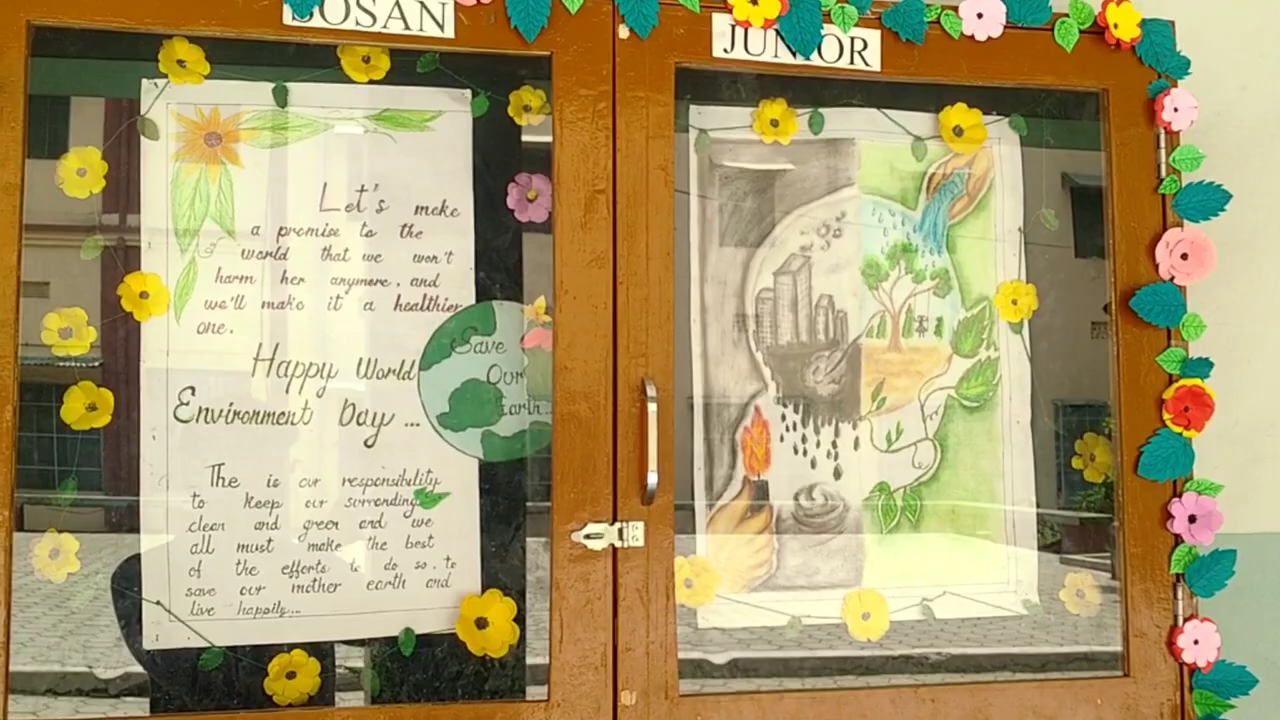 SOSAN
JUNIOR
Let's make
a promise to the
world that we won't
harm her anymore, and
we'll make it a healthier
one.
Happy World
Environment Day ...
Save
Our
Earth..
The is our responsibility
to keep our surronding
clean and green and we
all must make the best
of the efforts to do so, to
save our mother earth and
live happily...